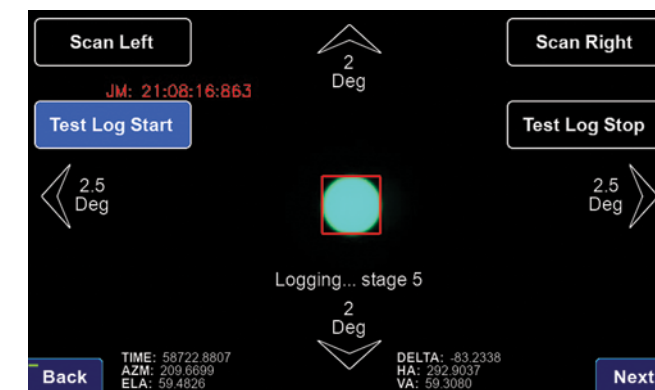 Scan Left
Scan Right
2
Deg
JM: 21:08:16:863
Test Log Start
Test Log Stop
2.5
Deg
2.5
Deg
Logging... stage 5
2
Deg
TIME: 58722.8807
AZM: 209.6699
ELA: 59.4826
DELTA: -83.2338
HA: 292.9037
VA: 59.3080
Back
Next